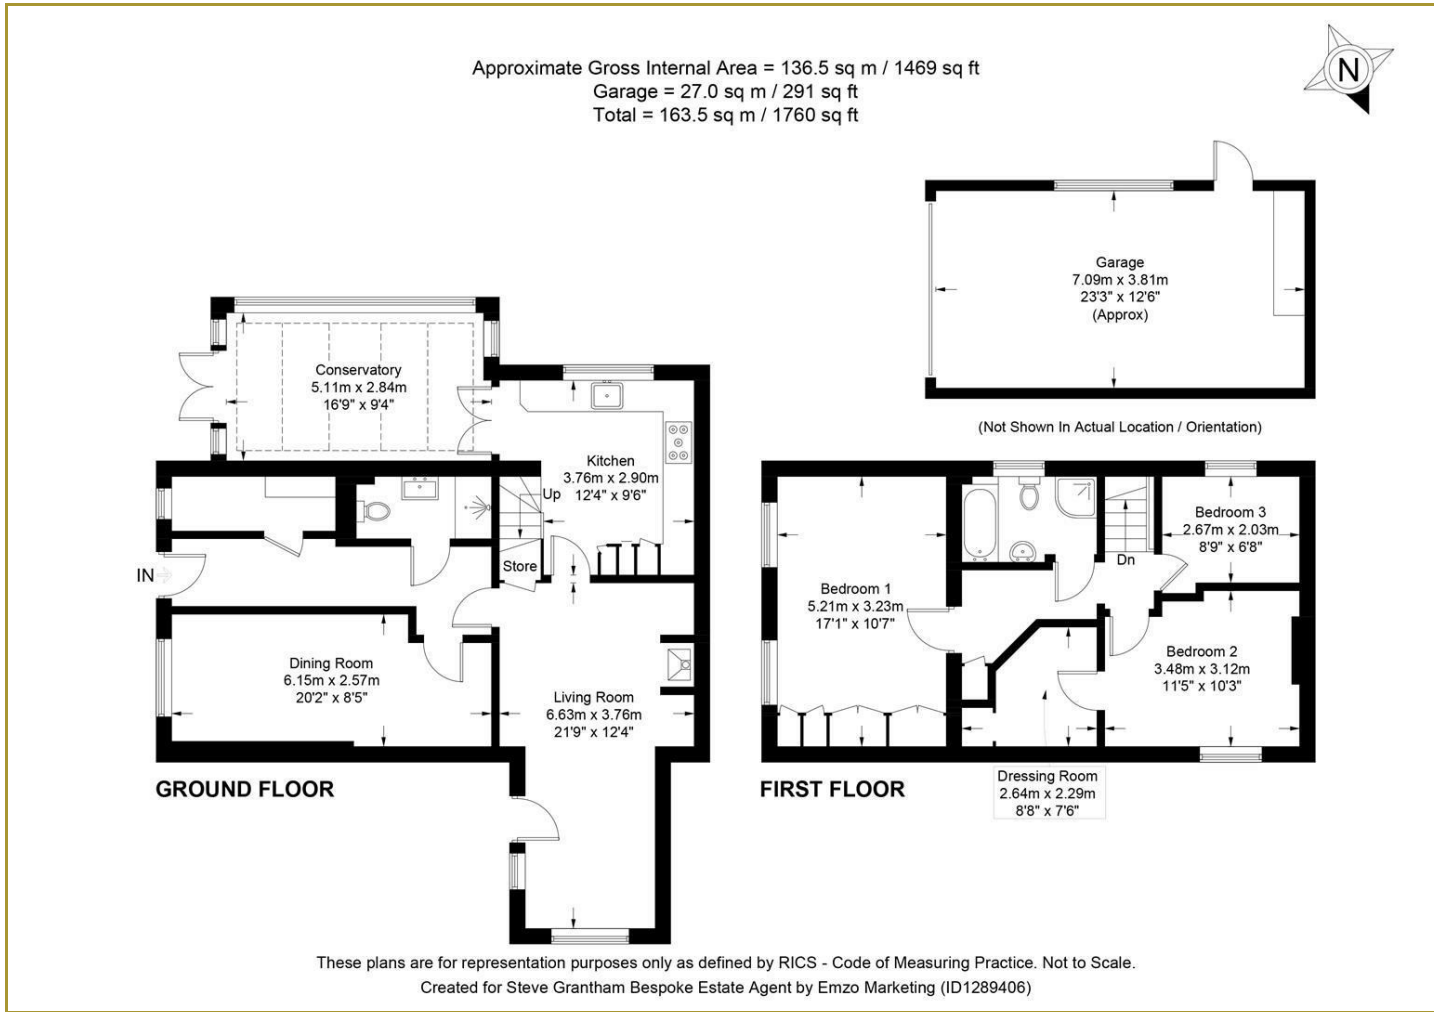 Approximate Gross Internal Area = 136.5 sq m / 1469 sq ft
Garage = 27.0 sq m / 291 sq ft
Total = 163.5 sq m / 1760 sq ft
N
Garage
7.09m x 3.81m
23'3" x 12'6"
(Approx)
(Not Shown In Actual Location / Orientation)
Conservatory
5.11m x 2.84m
16'9" x 9'4"
Kitchen
3.76m x 2.90m
12'4" x 9'6"
Up
Store
IN
Dining Room
6.15m x 2.57m
20'2" x 8'5"
Living Room
6.63m x 3.76m
21'9" x 12'4"
GROUND FLOOR
Bedroom 3
2.67m x 2.03m
8'9" x 6'8"
Dn
Bedroom 1
5.21m x 3.23m
17'1" x 10'7"
Bedroom 2
3.48m x 3.12m
11'5" x 10'3"
Dressing Room
2.64m x 2.29m
8'8" x 7'6"
FIRST FLOOR
These plans are for representation purposes only as defined by RICS - Code of Measuring Practice. Not to Scale.
Created for Steve Grantham Bespoke Estate Agent by Emzo Marketing (ID1289406)